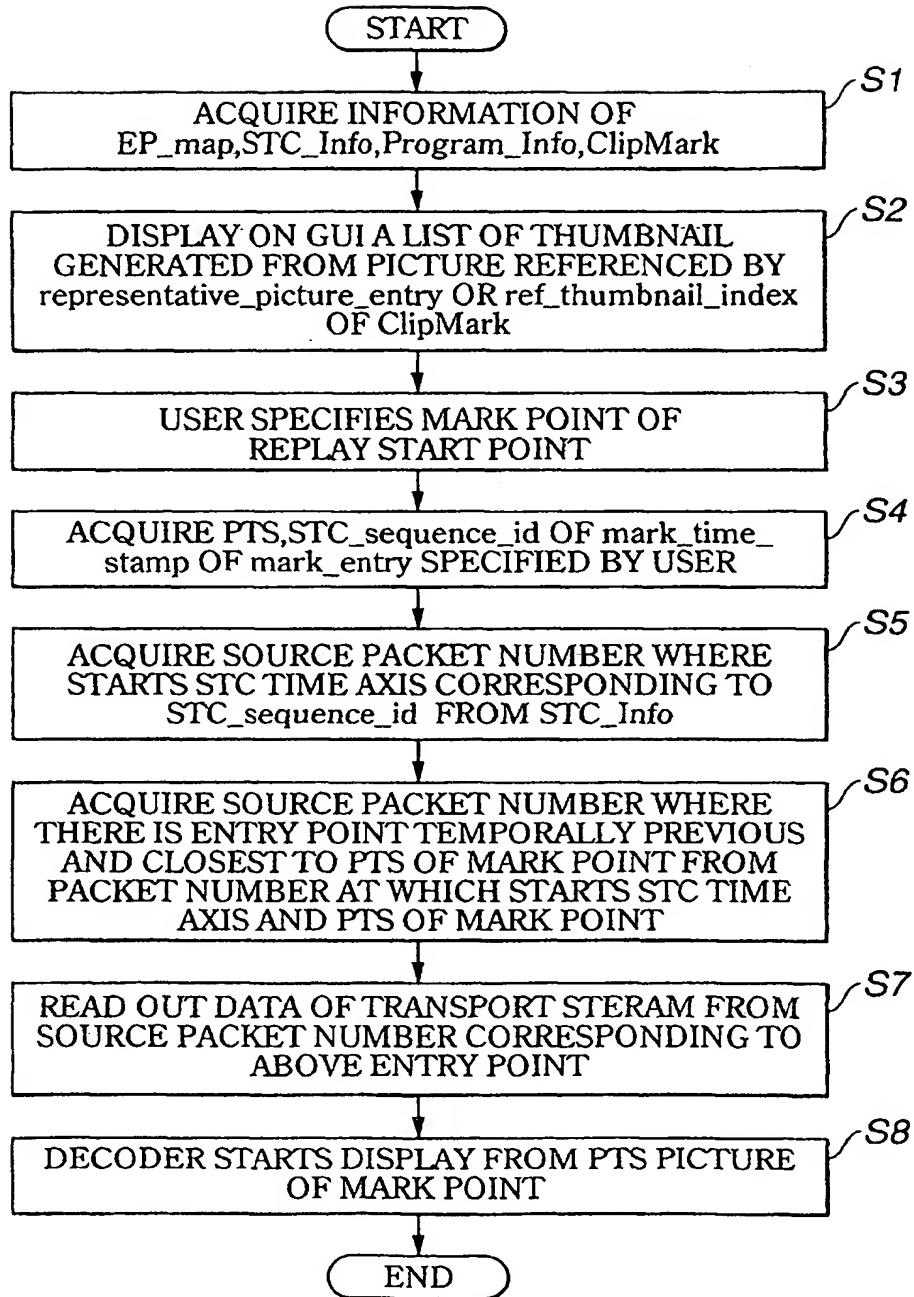 START
S1
ACQUIRE INFORMATION OF
EP_map,STC_Info,Program_Info,ClipMark
S2
DISPLAY ON GUI A LIST OF THUMBNAIL
GENERATED FROM PICTURE REFERENCED BY
representative_picture_entry OR ref_thumbnail_index
OF ClipMark
S3
USER SPECIFIES MARK POINT OF
REPLAY START POINT
S4
ACQUIRE PTS,STC_sequence_id OF mark_time_
stamp OF mark_entry SPECIFIED BY USER
S5
ACQUIRE SOURCE PACKET NUMBER WHERE
STARTS STC TIME AXIS CORRESPONDING TO
STC_sequence_id FROM STC_Info
S6
ACQUIRE SOURCE PACKET NUMBER WHERE
THERE IS ENTRY POINT TEMPORALLY PREVIOUS
AND CLOSEST TO PTS OF MARK POINT FROM
PACKET NUMBER AT WHICH STARTS STC TIME
AXIS AND PTS OF MARK POINT
S7
READ OUT DATA OF TRANSPORT STERAM FROM
SOURCE PACKET NUMBER CORRESPONDING TO
ABOVE ENTRY POINT
S8
DECODER STARTS DISPLAY FROM PTS PICTURE
OF MARK POINT
END